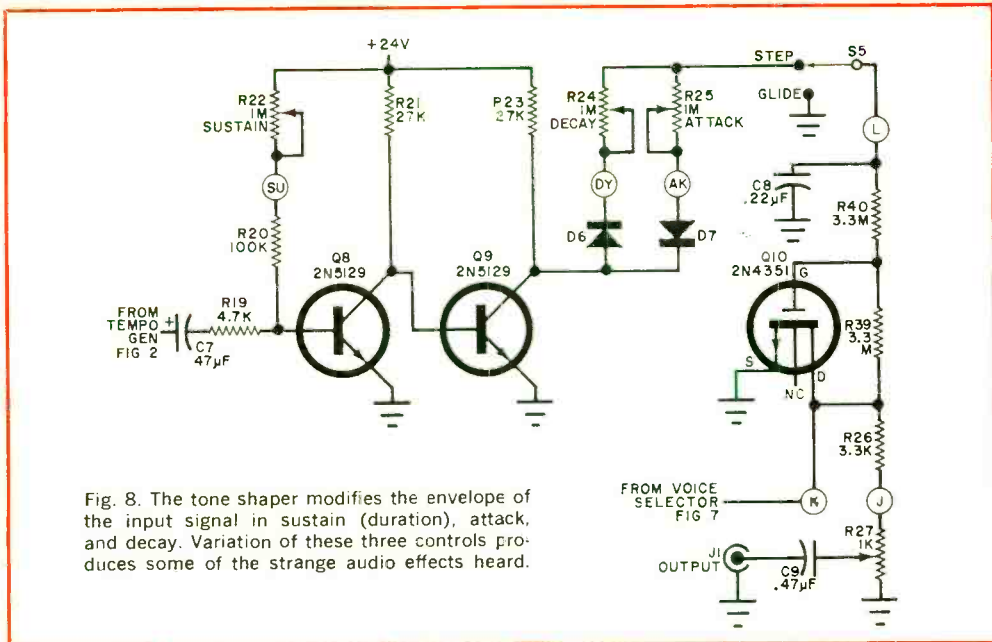 +24V
R22
1M
SUSTAIN
R21
27K
R23
27K
R24
1M
DECAY
R25
1M
ATTACK
STEP
S5
GLIDE
L
SU
DY
AK
C8
.22µF
R40
3.3M
R20
100K
D6
D7
Q8
2N5129
Q9
2N5129
Q10
2N4351
G
FROM
TEMPO
GEN
FIG 2
+
R19
4.7K
C7
47µF
R39
3.3
M
S
D
NC
R26
3.3K
FROM VOICE
SELECTOR
FIG 7
K
J
R27
1K
J1
OUTPUT
C9
.47µF
Fig. 8. The tone shaper modifies the envelope of
the input signal in sustain (duration), attack,
and decay. Variation of these three controls pro-
duces some of the strange audio effects heard.